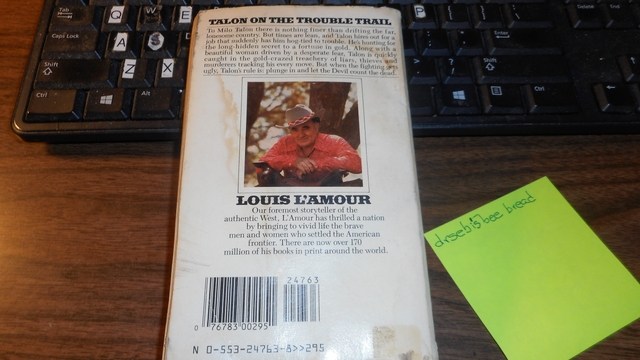 TALON ON THE TROUBLE TRAIL
To Milo Talon there is nothing finer than drifting the far,
lonesome country. But times are lean, and Talon hires out for a
job that suddenly has him hog-tied to trouble. He's hunting for
the long-hidden secret to a fortune in gold. Along with a
beautiful woman driven by a desperate fear, Talon is quickly
caught in the gold-crazed treachery of liars, thieves and
murderers tracking his every move. But when the fighting gets
ugly, Talon's rule is: plunge in and let the Devil count the dead.
LOUIS L'AMOUR
Our foremost storyteller of the
authentic West, L'Amour has thrilled a nation
by bringing to vivid life the brave
men and women who settled the American
frontier. There are now over 170
million of his books in print around the world.
24763
0 76783 00295
N 0-553-24763-8>>295
dr.seb's bee bread
Tab
Q
W
E
P
Caps Lock
A
Z
S
X
Shift
Ctrl
Alt
Enter
Shift
Alt
Ctrl